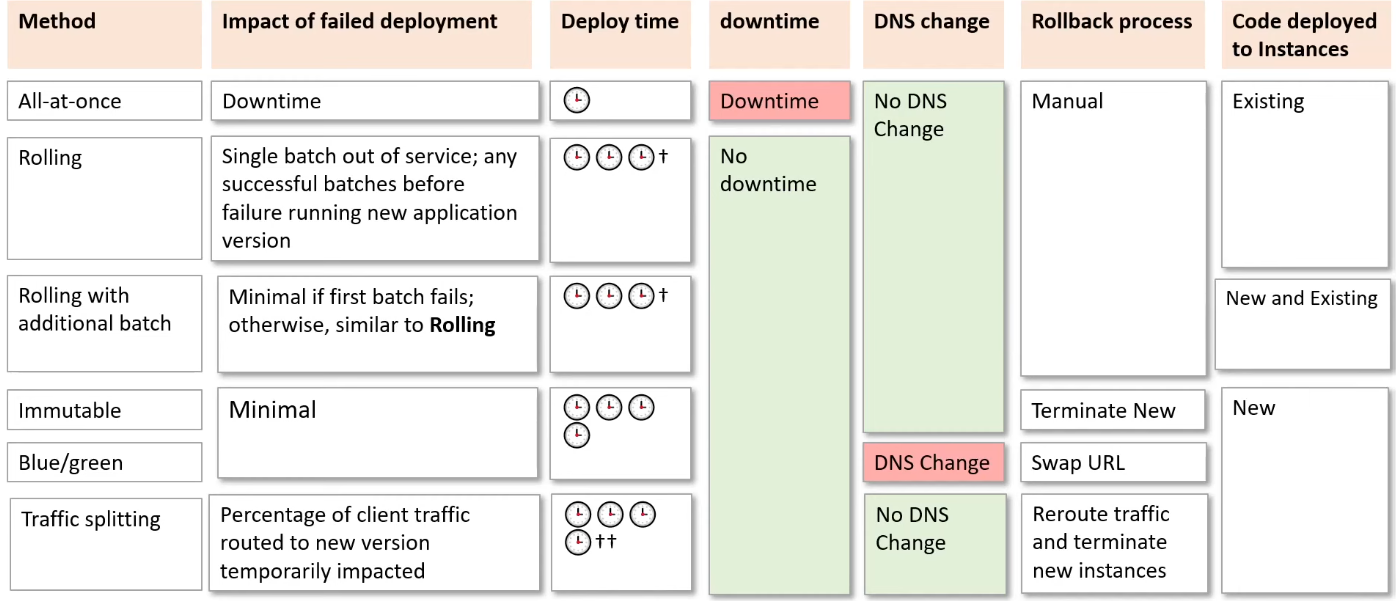 Method
Impact of failed deployment
Deploy time
downtime
DNS change
Rollback process
Code deployed
to Instances
All-at-once
Downtime
Downtime
No DNS
Change
Manual
Existing
Rolling
Single batch out of service; any
successful batches before
failure running new application
version
†
No
downtime
Rolling with
additional batch
Minimal if first batch fails;
otherwise, similar to Rolling
†
New and Existing
Immutable
Minimal
Terminate New
New
Blue/green
DNS Change
Swap URL
Traffic splitting
Percentage of client traffic
routed to new version
temporarily impacted
††
No DNS
Change
Reroute traffic
and terminate
new instances